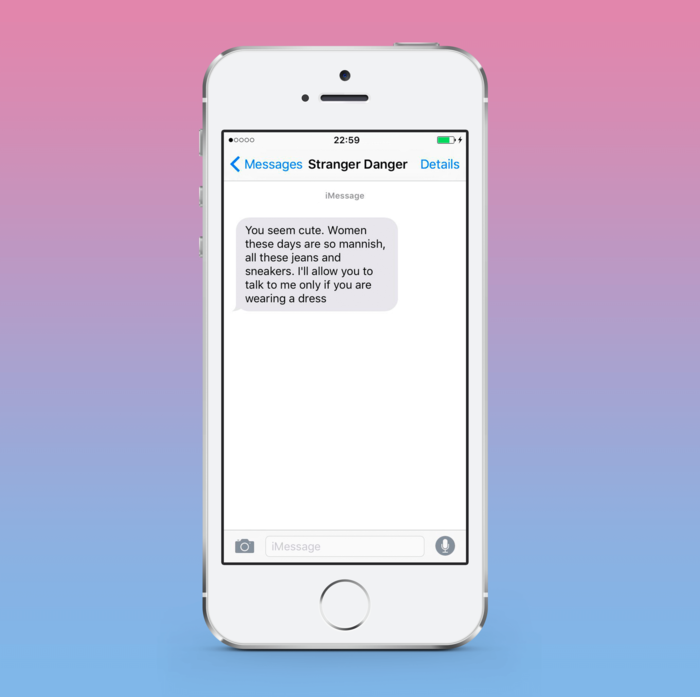 22:59
Messages Stranger Danger Details
iMessage
You seem cute. Women
these days are so mannish,
all these jeans and
sneakers. I'll allow you to
talk to me only if you are
wearing a dress
iMessage